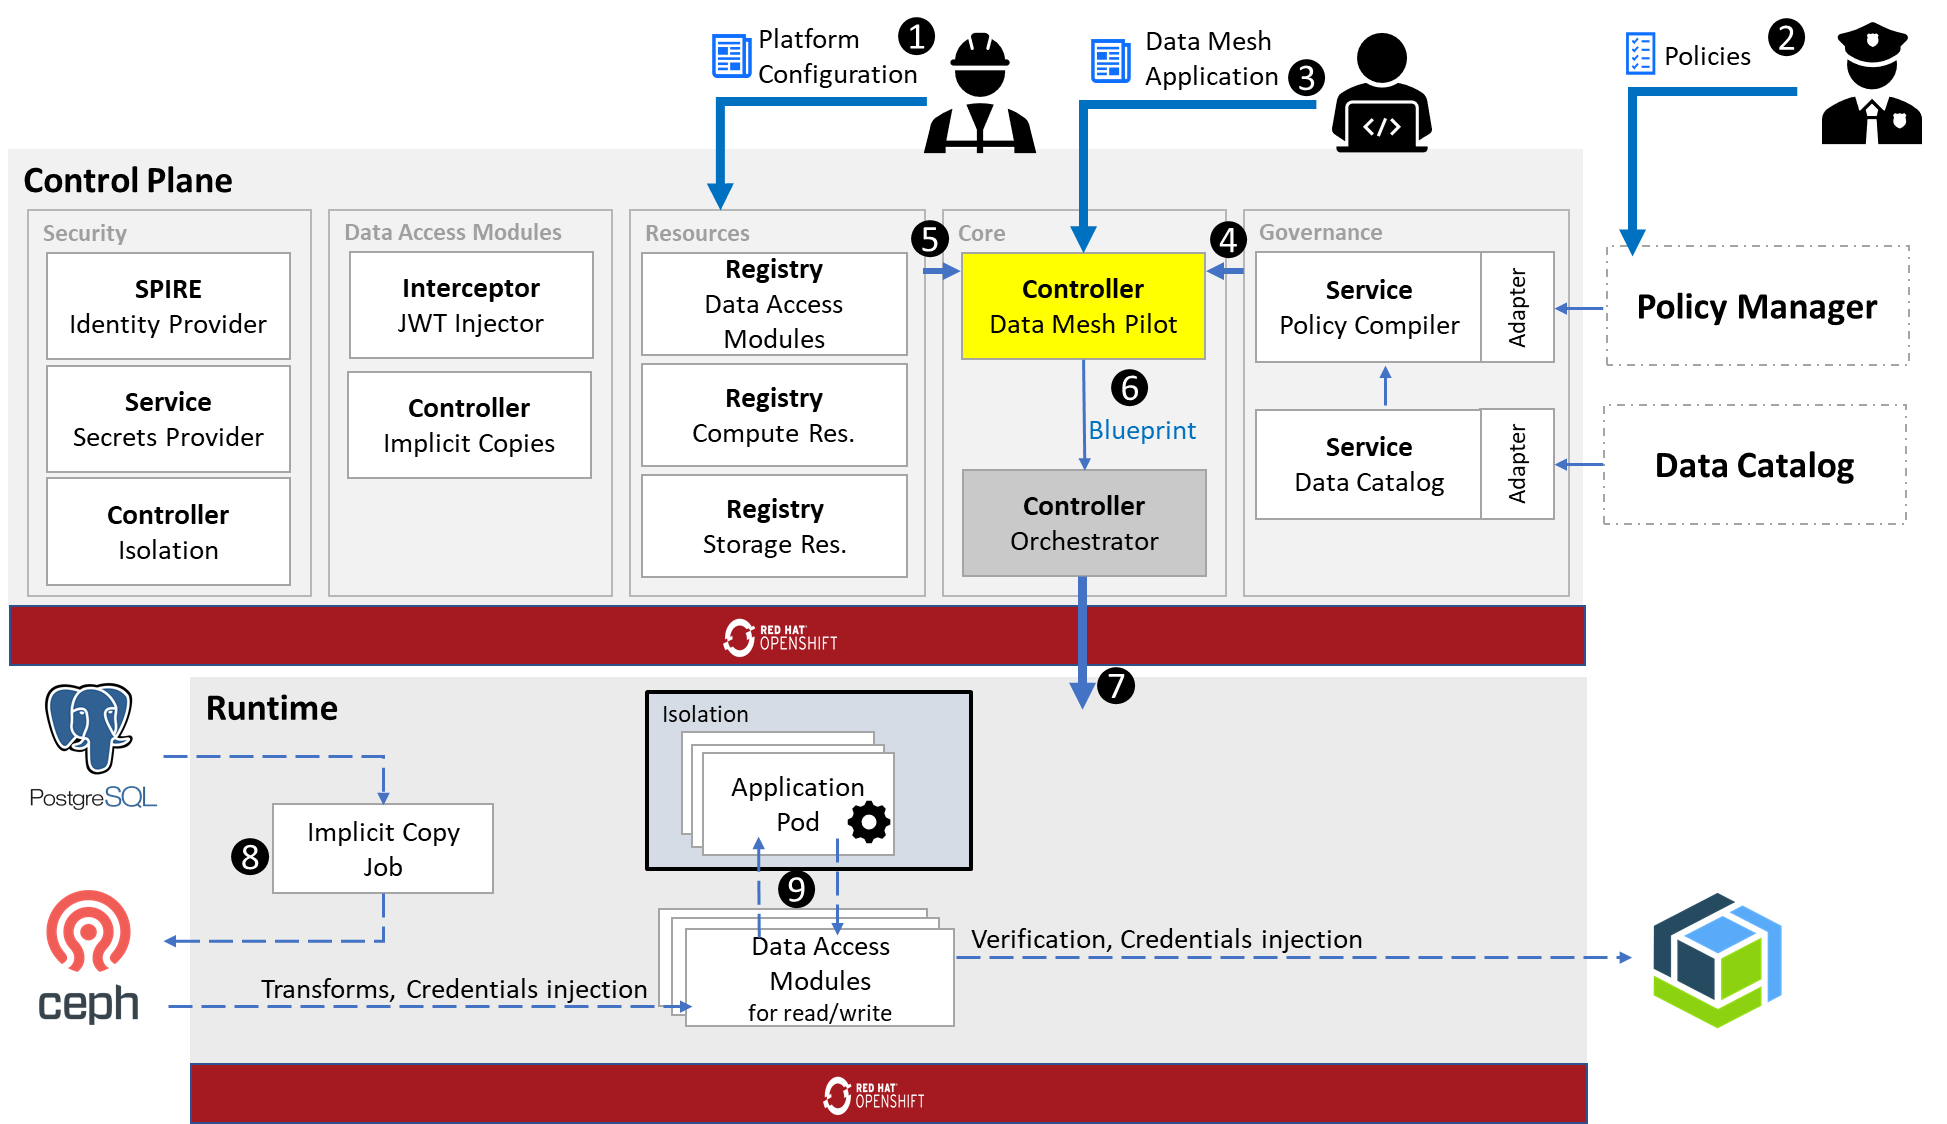 Platform
Configuration
1
Data Mesh
Application
3
</>
Policies
2
Control Plane
Security
SPIRE
Identity Provider
Service
Secrets Provider
Controller
Isolation
Data Access Modules
Interceptor
JWT Injector
Controller
Implicit Copies
Resources
Registry
Data Access
Modules
Registry
Compute Res.
Registry
Storage Res.
5
Core
Controller
Data Mesh Pilot
6
Blueprint
Controller
Orchestrator
4
Governance
Service
Policy Compiler
Adapter
Service
Data Catalog
Adapter
Policy Manager
Data Catalog
RED HAT
OPENSHIFT
7
Runtime
PostgreSQL
Isolation
Application
Pod
Implicit Copy
Job
8
9
ceph
Transforms, Credentials injection
Data Access
Modules
for read/write
Verification, Credentials injection
RED HAT
OPENSHIFT